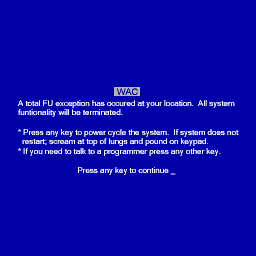 WAC
A total FU exception has occured at your location. All system
funtionality will be terminated.
* Press any key to power cycle the system. If system does not
restart; scream at top of lungs and pound on keypad.
* If you need to talk to a programmer press any other key.
Press any key to continue _